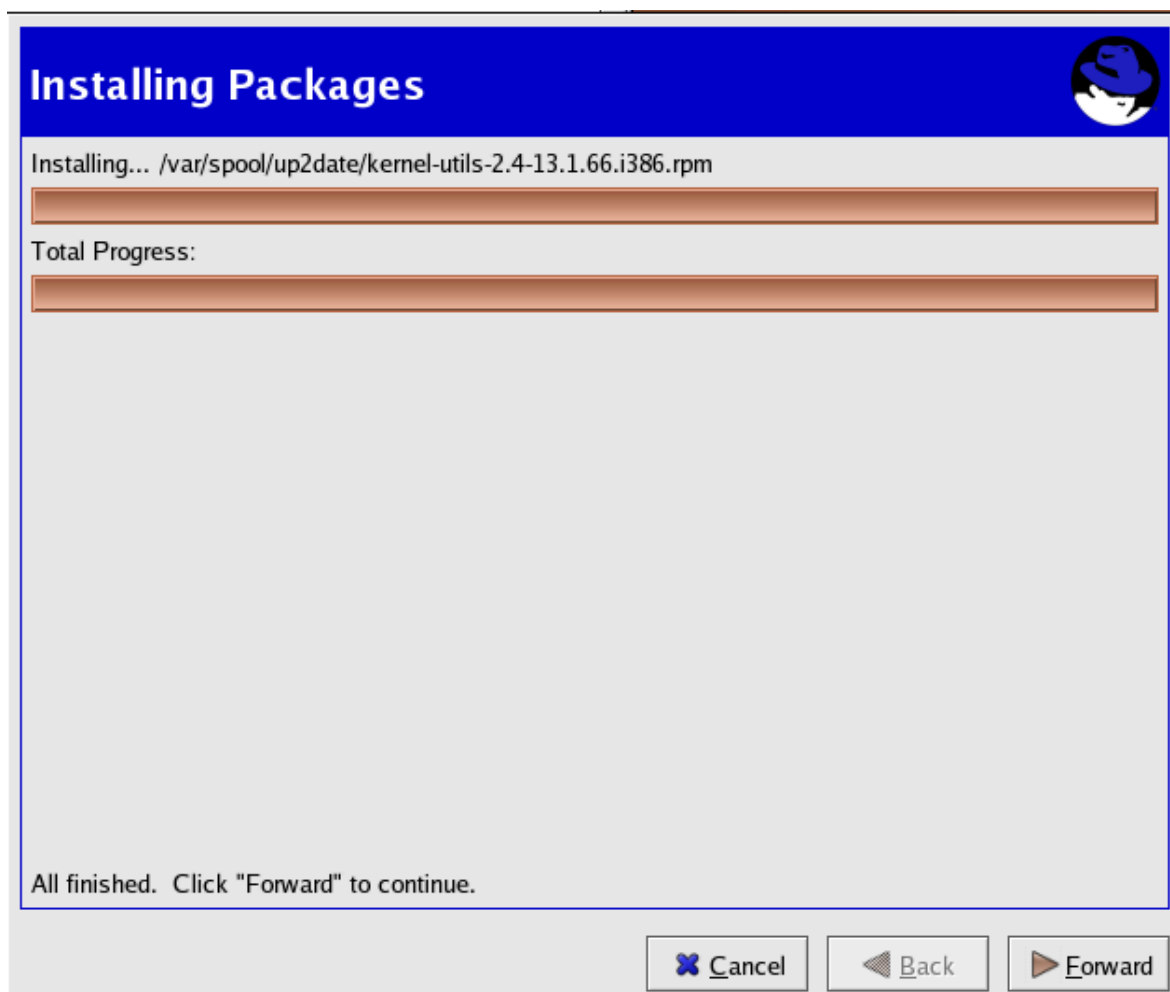 Installing Packages
Installing... /var/spool/up2date/kernel-utils-2.4-13.1.66.i386.rpm
Total Progress:
All finished.  Click "Forward" to continue.
Cancel
Back
Forward